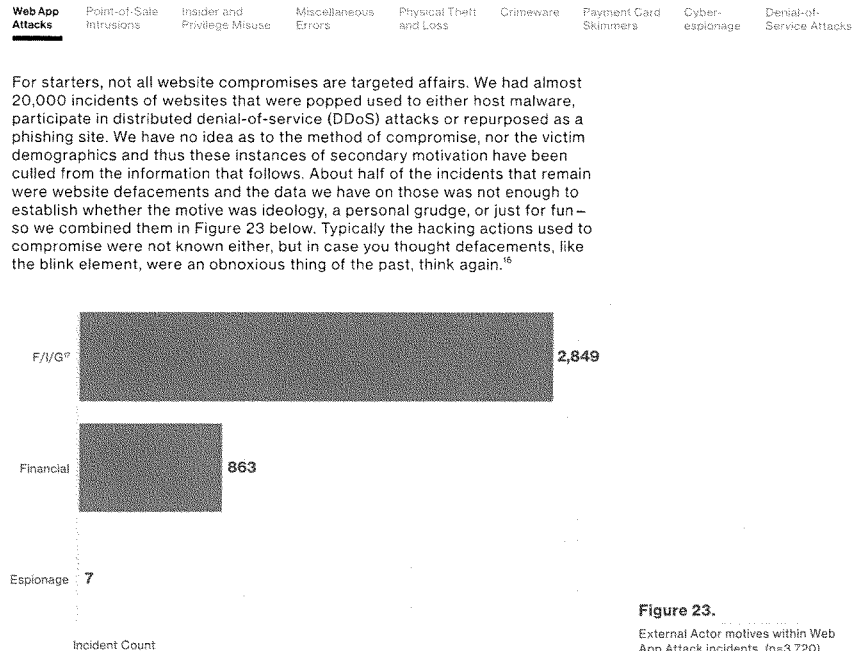 Web App Attacks
Point-of-Sale Intrusions
Insider and Privilege Misuse
Miscellaneous Errors
Physical Theft and Loss
Crimeware
Payment Card Skimmers
Cyber-espionage
Denial-of-Service Attacks
For starters, not all website compromises are targeted affairs. We had almost
20,000 incidents of websites that were popped used to either host malware,
participate in distributed denial-of-service (DDoS) attacks or repurposed as a
phishing site. We have no idea as to the method of compromise, nor the victim
demographics and thus these instances of secondary motivation have been
culled from the information that follows. About half of the incidents that remain
were website defacements and the data we have on those was not enough to
establish whether the motive was ideology, a personal grudge, or just for fun–
so we combined them in Figure 23 below. Typically the hacking actions used to
compromise were not known either, but in case you thought defacements, like
the blink element, were an obnoxious thing of the past, think again.¹⁶
F/I/G¹⁷
2,849
Financial
863
Espionage
7
Incident Count
Figure 23.
External Actor motives within Web
App Attack incidents, (n=3,720)